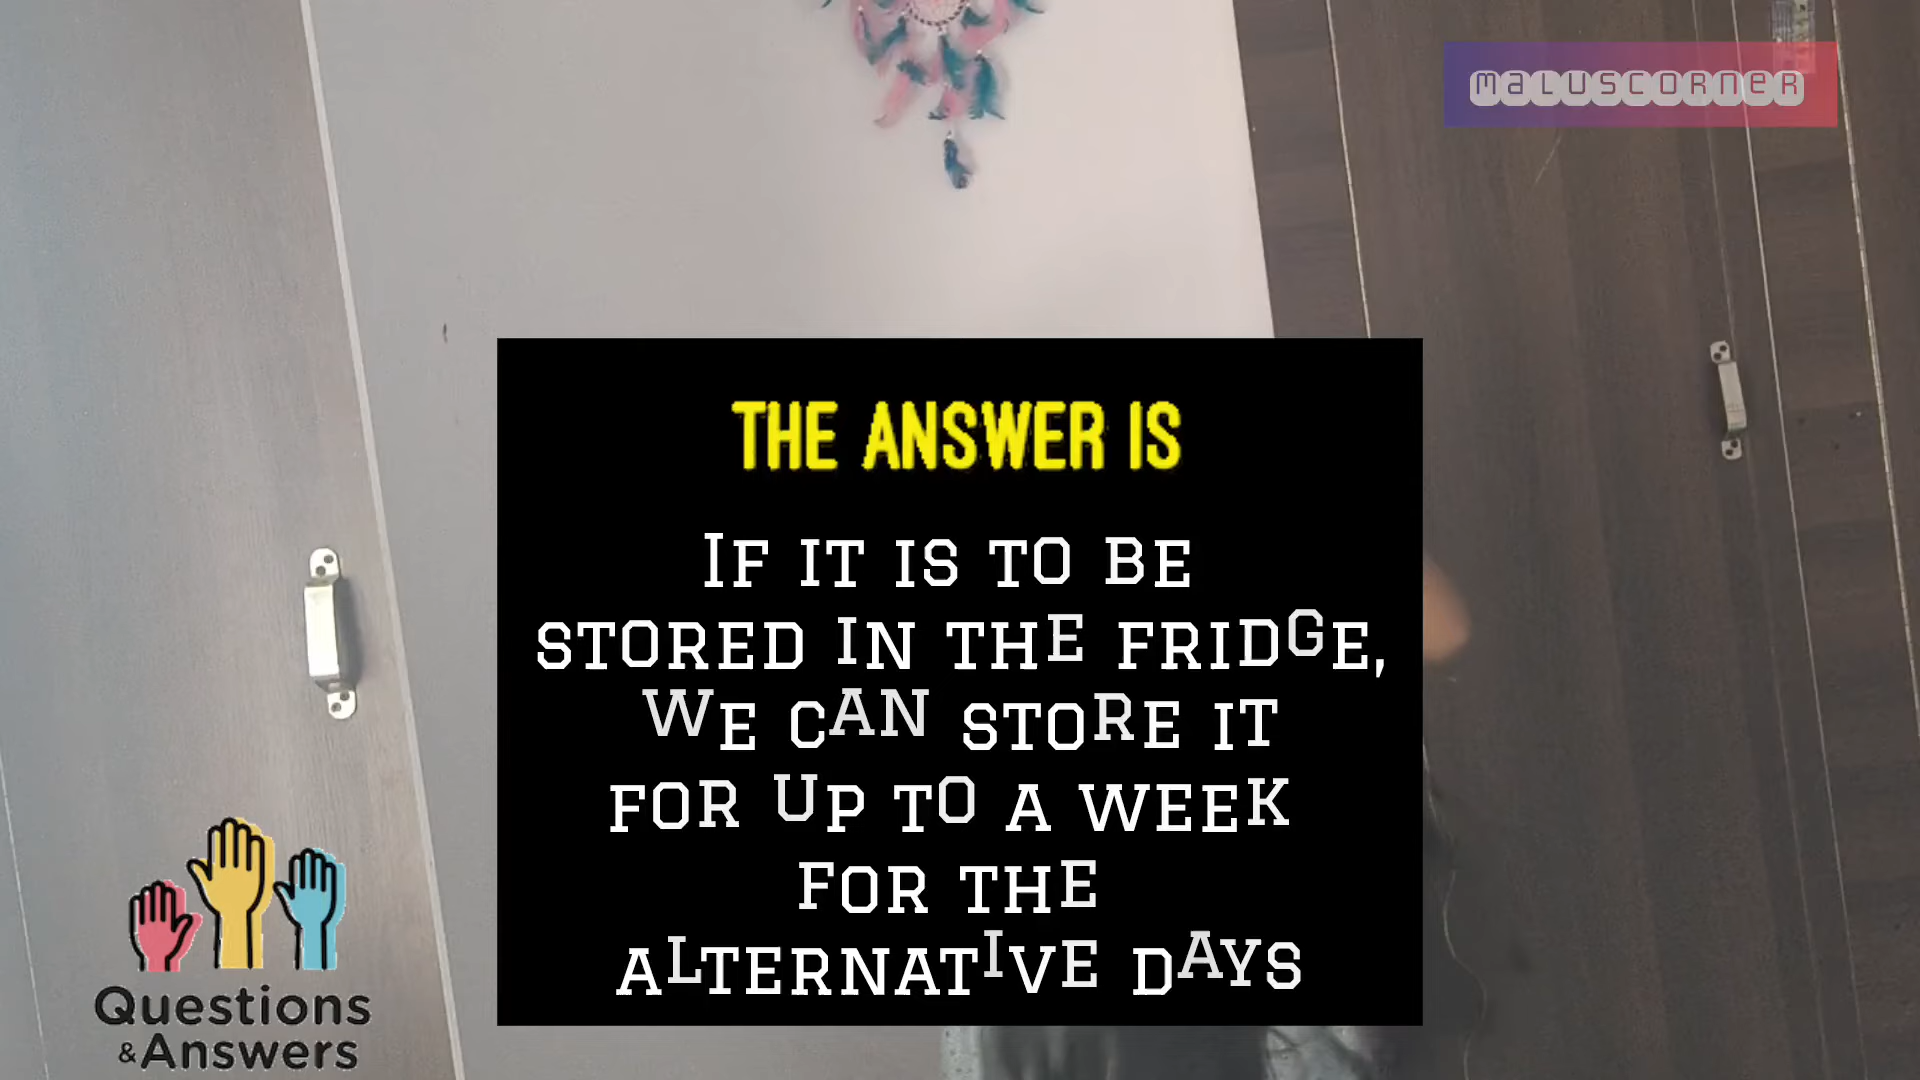 MALUSCORNER
THE ANSWER IS
IF IT IS TO BE
STORED IN THE FRIDGE,
WE CAN STORE IT
FOR UP TO A WEEK
FOR THE
ALTERNATIVE DAYS
Questions
&Answers